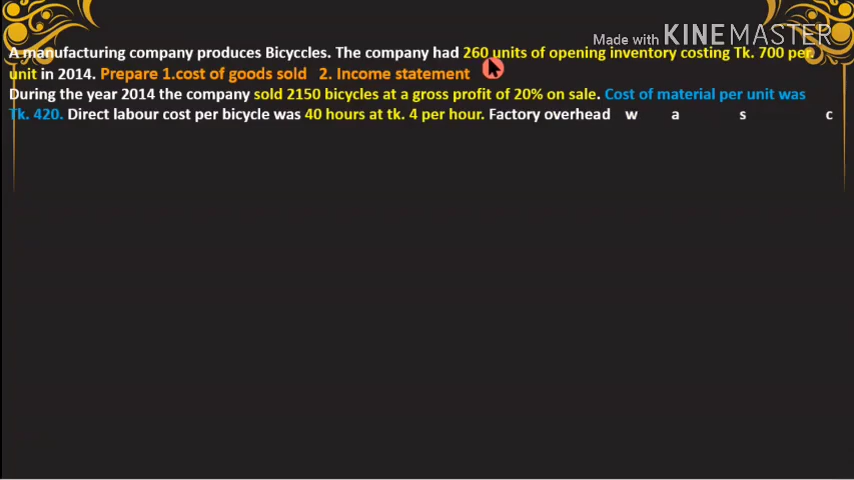 Made with KINEMASTER
A manufacturing company produces Bicyccles. The company had 260 units of opening inventory costing Tk. 700 per
unit in 2014. Prepare 1.cost of goods sold 2. Income statement
During the year 2014 the company sold 2150 bicycles at a gross profit of 20% on sale. Cost of material per unit was
Tk. 420. Direct labour cost per bicycle was 40 hours at tk. 4 per hour. Factory overhead w a s c